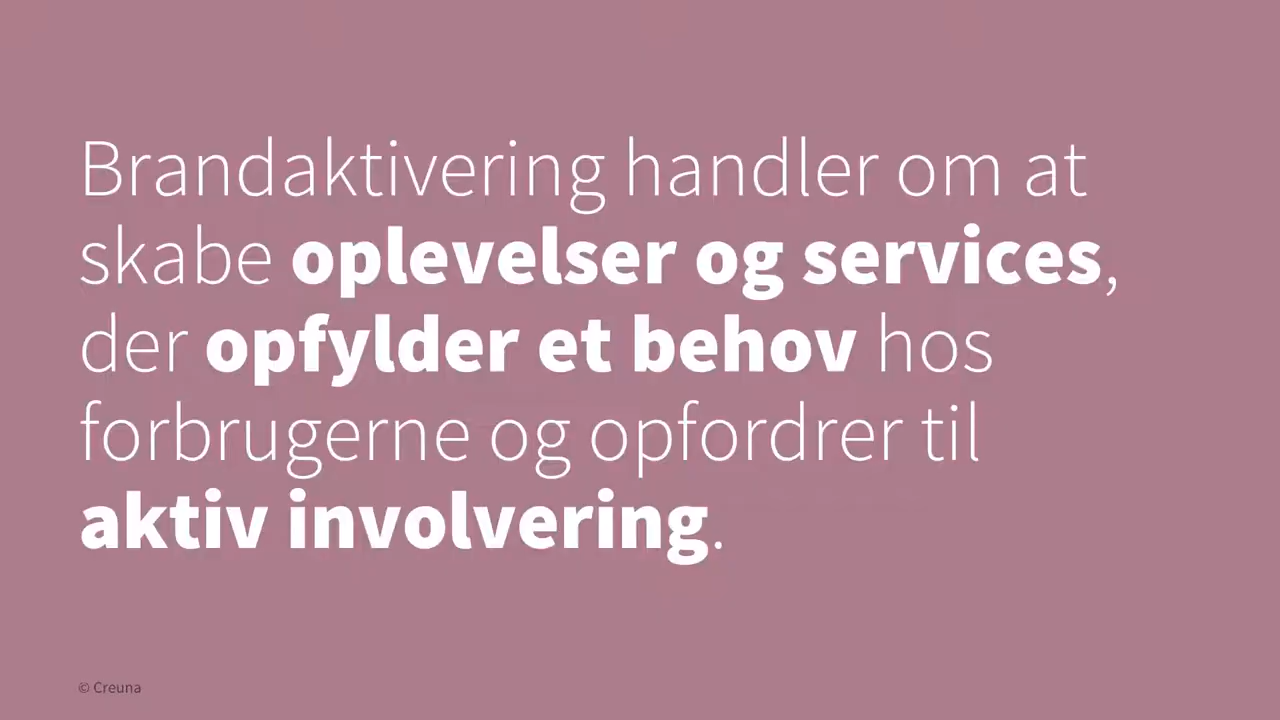 Brandaktivering handler om at
skabe oplevelser og services,
der opfylder et behov hos
forbrugerne og opfordrer til
aktiv involvering.
© Creuna